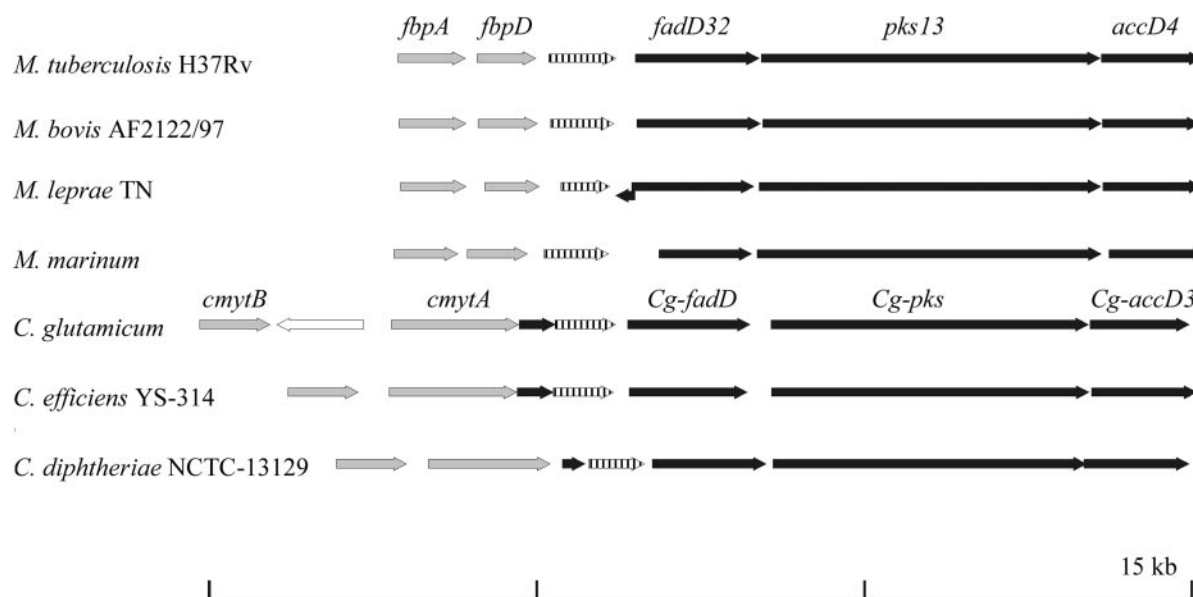 fbpA fbpD fadD32 pks13 accD4
M. tuberculosis H37Rv
M. bovis AF2122/97
M. leprae TN
M. marinum
cmytB cmytA Cg-fadD Cg-pks Cg-accD3
C. glutamicum
C. efficiens YS-314
C. diphtheriae NCTC-13129
15 kb